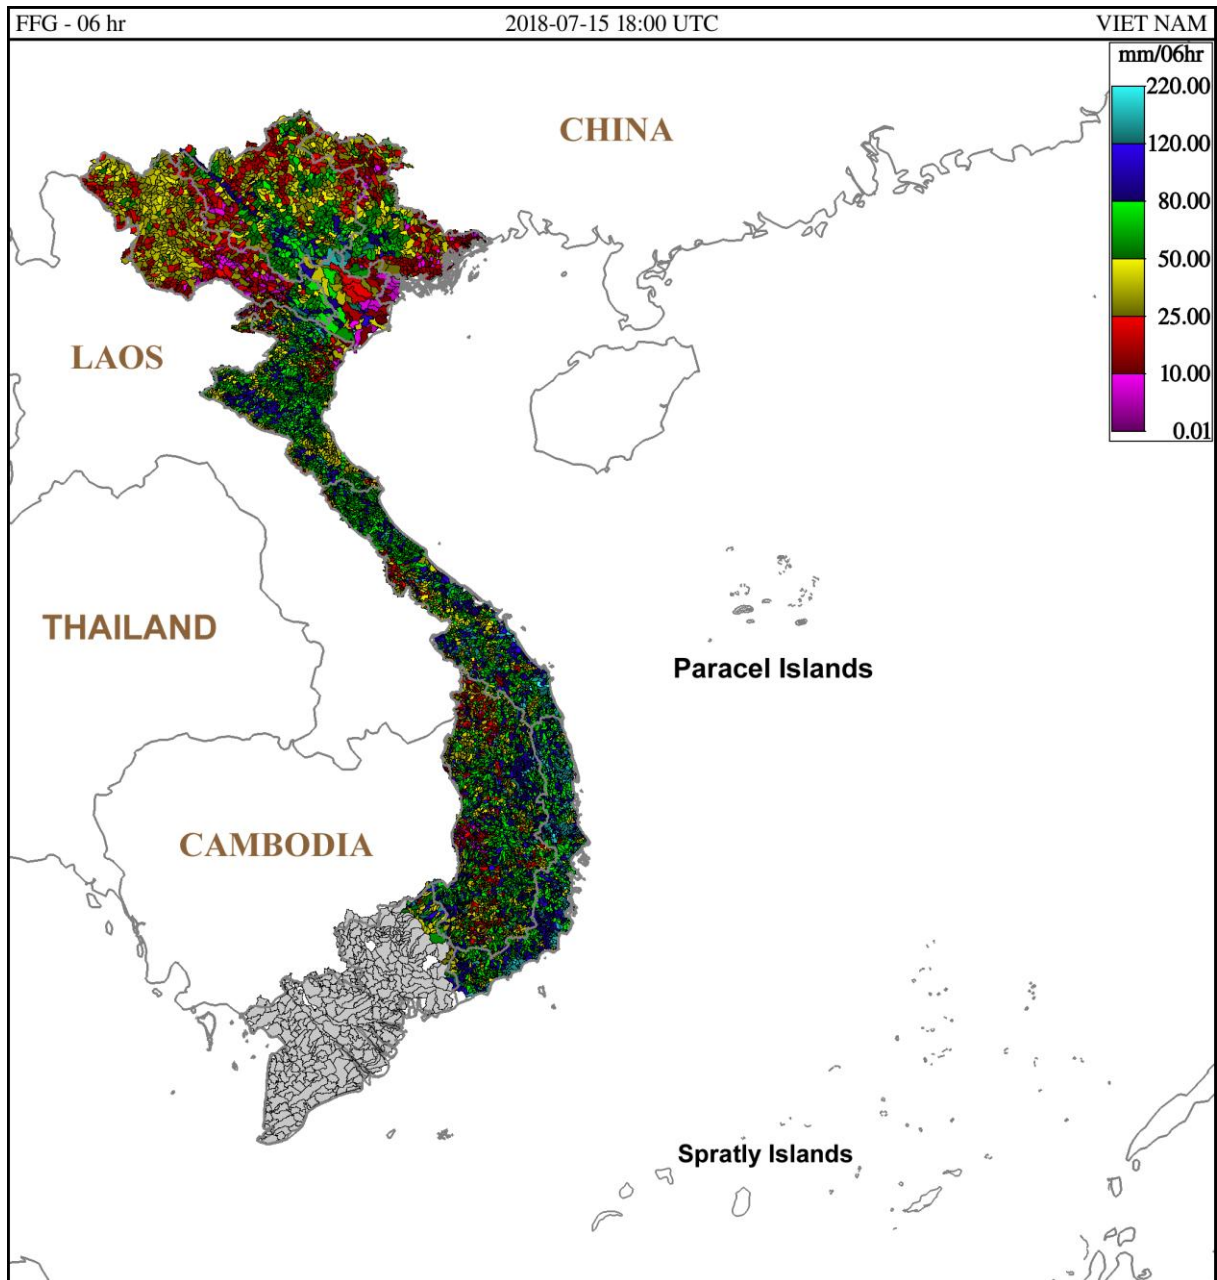 FFG - 06 hr 2018-07-15 18:00 UTC VIET NAM
mm/06hr
220.00
120.00
80.00
50.00
25.00
10.00
0.01
CHINA
LAOS
THAILAND
Paracel Islands
CAMBODIA
Spratly Islands